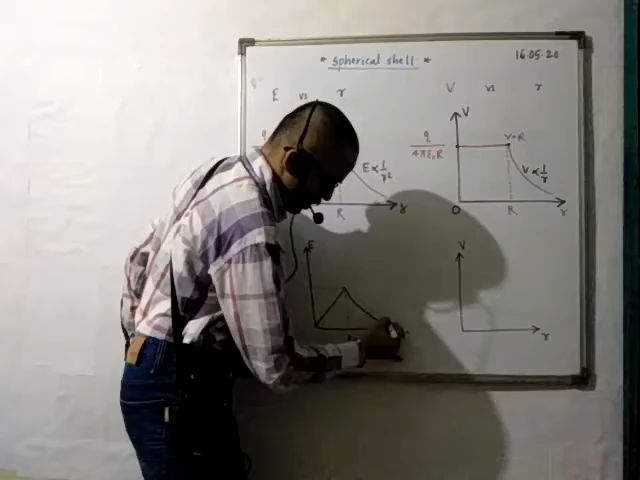 * Spherical shell *
16.05.20
E vs r
V vs r
q
V
q
4πε₀R
r=R
E ∝ 1/r²
V ∝ 1/r
R
r
O
R
r
E
V
r